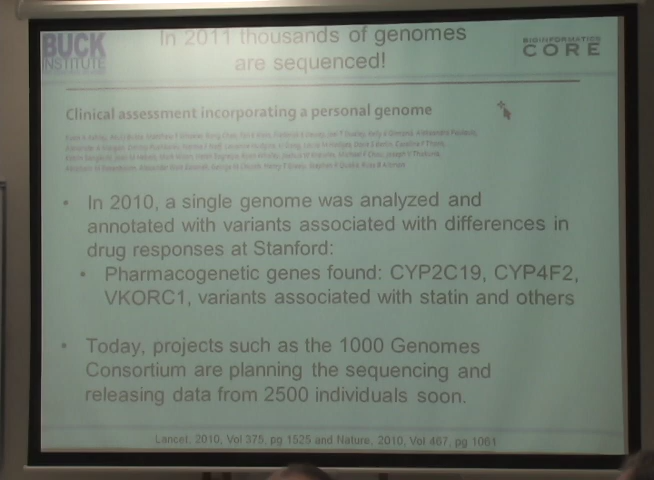 BUCK
INSTITUTE
In 2011 thousands of genomes
are sequenced!
BIOINFORMATICS
CORE
Clinical assessment incorporating a personal genome
• In 2010, a single genome was analyzed and
annotated with variants associated with differences in
drug responses at Stanford:
• Pharmacogenetic genes found: CYP2C19, CYP4F2,
VKORC1, variants associated with statin and others
• Today, projects such as the 1000 Genomes
Consortium are planning the sequencing and
releasing data from 2500 individuals soon.
Lancet, 2010, Vol 375, pg 1525 and Nature, 2010, Vol 467, pg 1061